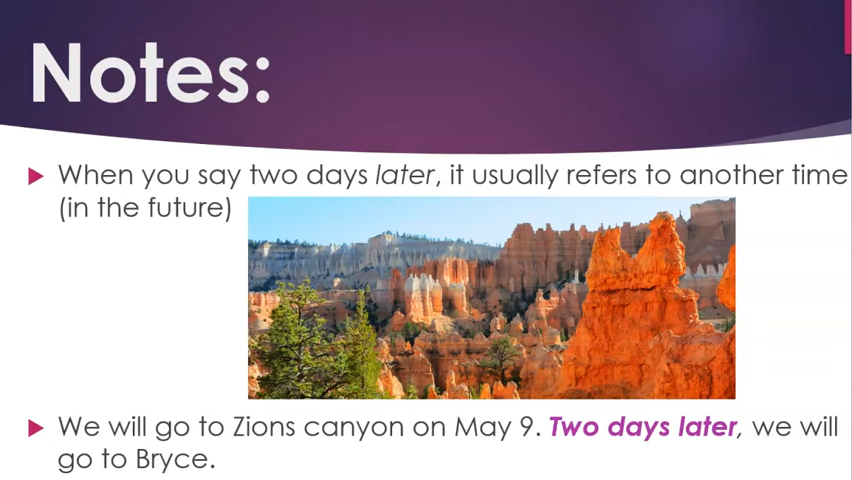 Notes:
When you say two days later, it usually refers to another time
(in the future)
We will go to Zions canyon on May 9. Two days later, we will
go to Bryce.